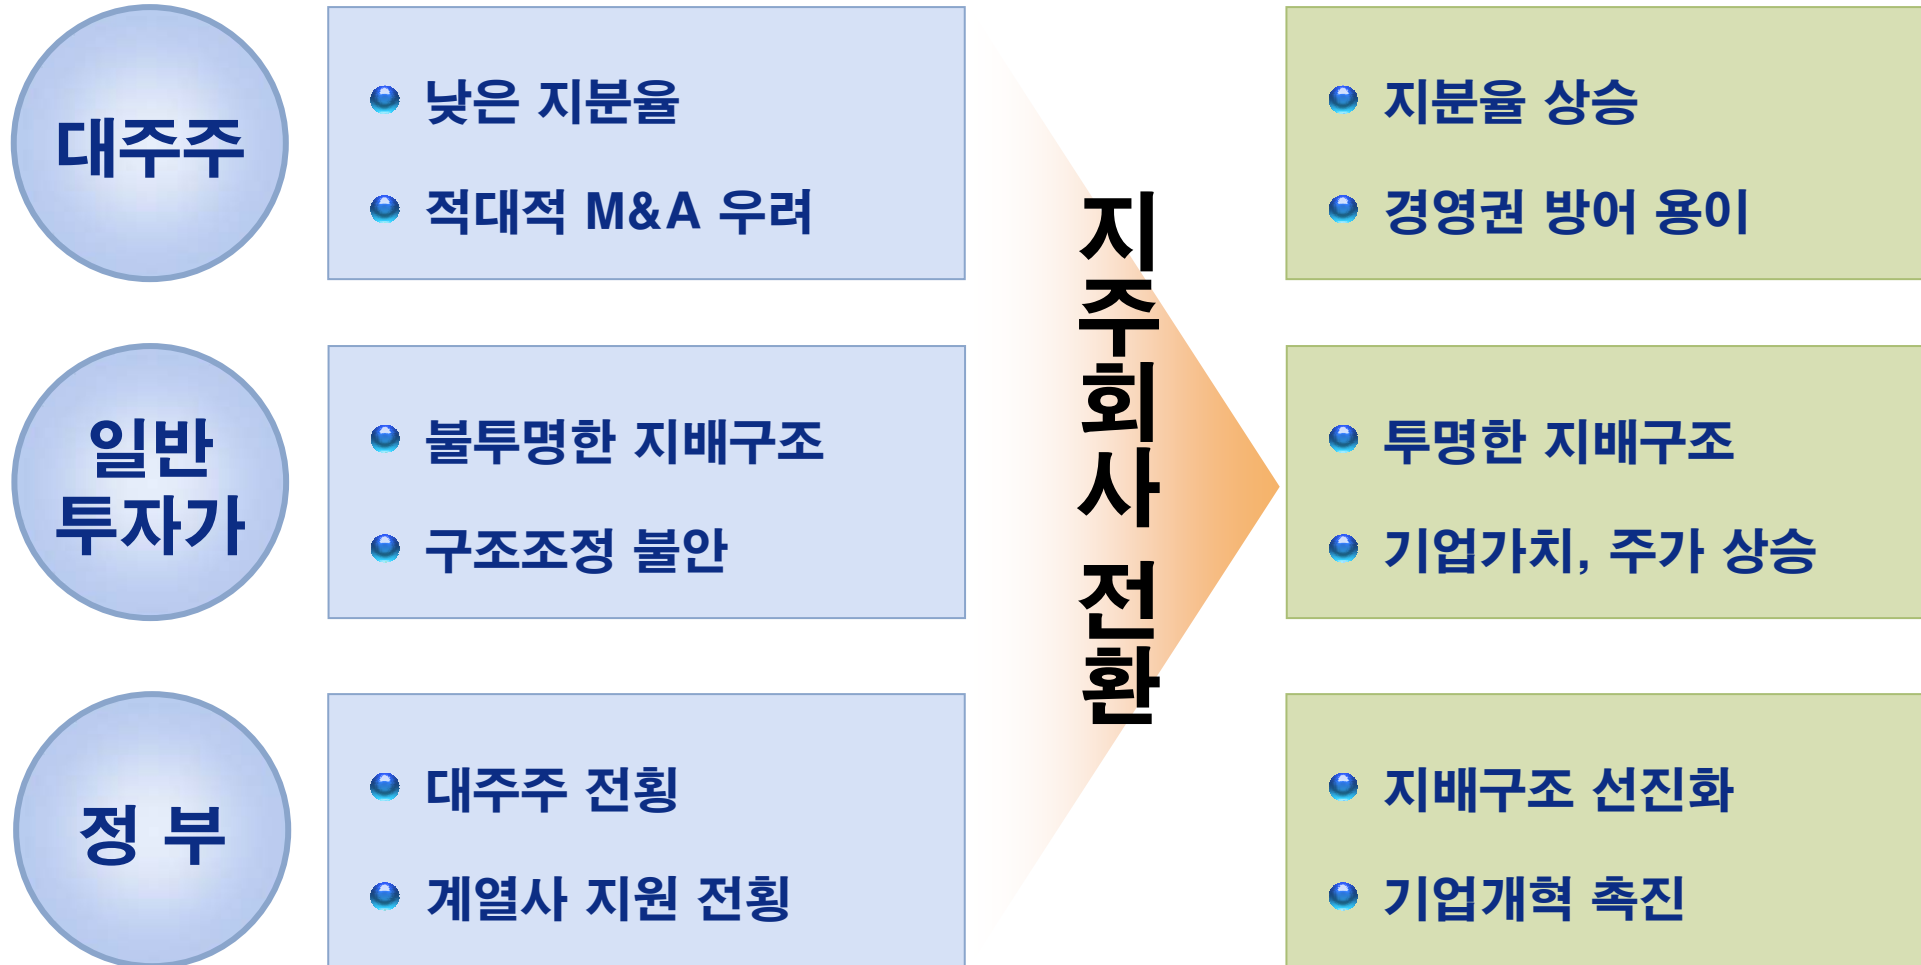 대주주
낮은 지분율
적대적 M&A 우려
지분율 상승
경영권 방어 용이
지주회사 전환
일반
투자가
불투명한 지배구조
구조조정 불안
투명한 지배구조
기업가치, 주가 상승
정 부
대주주 전횡
계열사 지원 전횡
지배구조 선진화
기업개혁 촉진